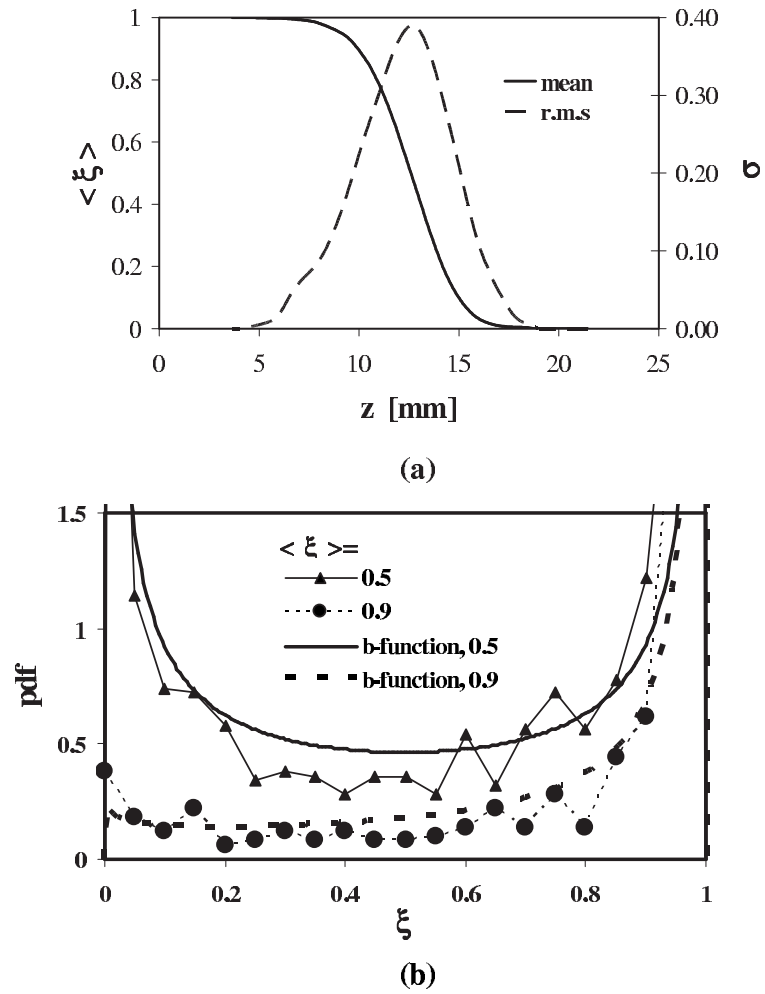 1
0.8
0.6
0.4
0.2
0
<ξ>
0.40
0.30
0.20
0.10
0.00
σ
mean
r.m.s
0
5
10
15
20
25
z [mm]
(a)
1.5
1
0.5
0
pdf
< ξ >=
0.5
0.9
b-function, 0.5
b-function, 0.9
0
0.2
0.4
0.6
0.8
1
ξ
(b)